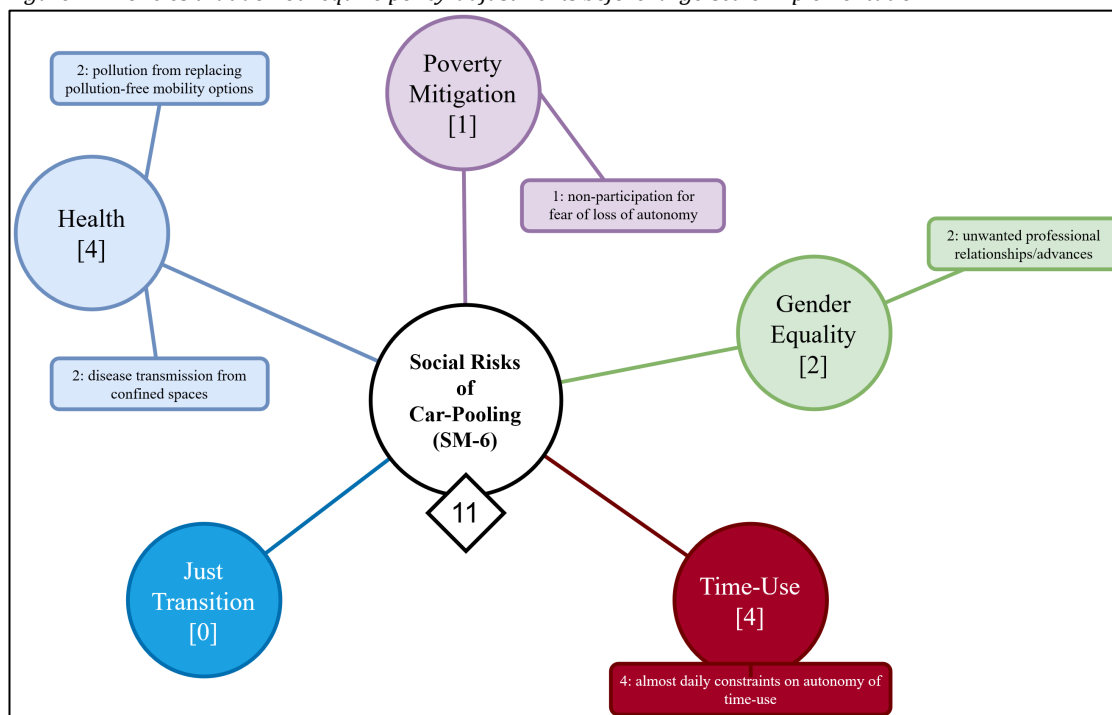 2: pollution from replacing
pollution-free mobility options
Poverty
Mitigation
[1]
1: non-participation for
fear of loss of autonomy
Health
[4]
2: unwanted professional
relationships/advances
Gender
Equality
[2]
2: disease transmission from
confined spaces
Social Risks
of
Car-Pooling
(SM-6)
11
Just
Transition
[0]
Time-Use
[4]
4: almost daily constraints on autonomy of
time-use